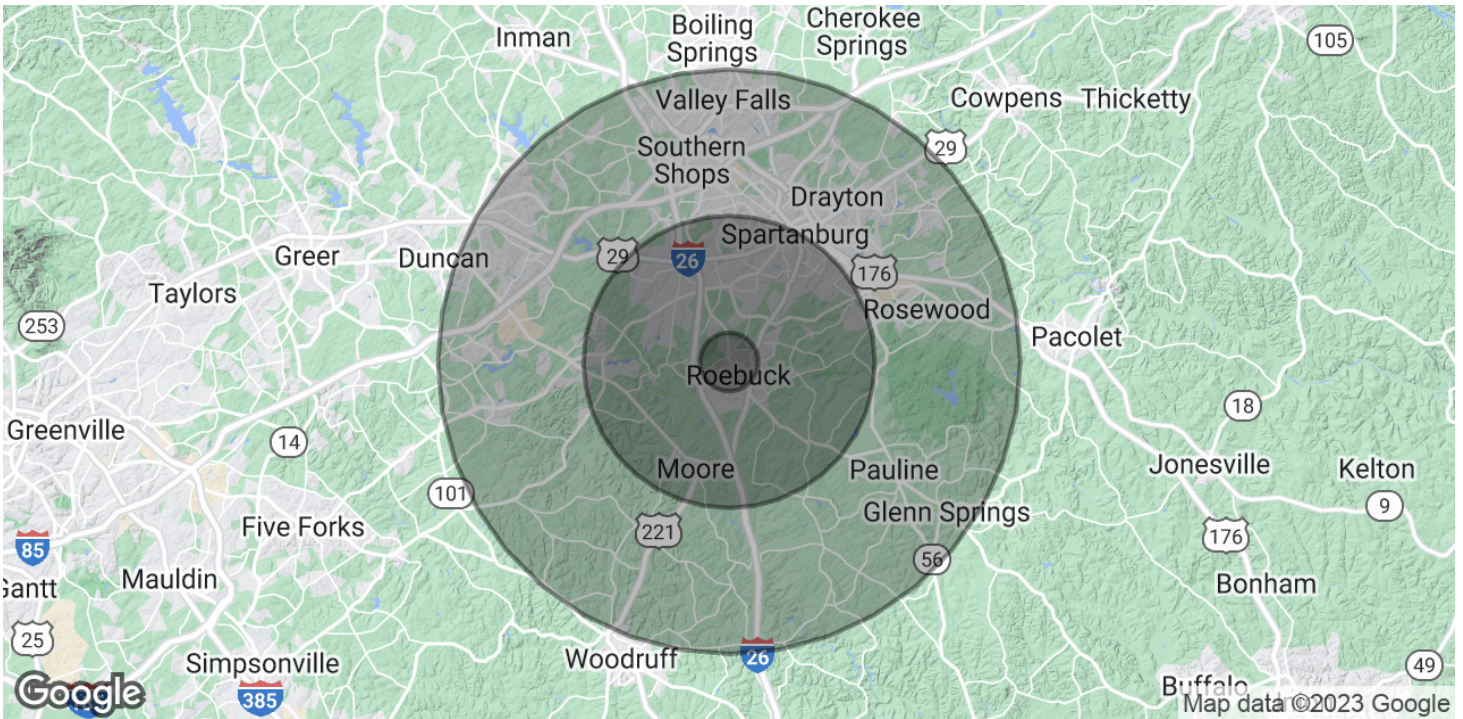 Boiling
Springs
Cherokee
Springs
105
Inman
Valley Falls
Cowpens
Thicketty
Southern
Shops
29
Drayton
Spartanburg
Greer
Duncan
29
26
176
Taylors
Rosewood
253
Pacolet
Roebuck
18
Greenville
14
Moore
Pauline
Jonesville
Kelton
101
9
Glenn Springs
Five Forks
221
176
85
56
Mauldin
Bonham
Gantt
25
Simpsonville
Woodruff
26
49
Buffalo
Google
385
Map data ©2023 Google